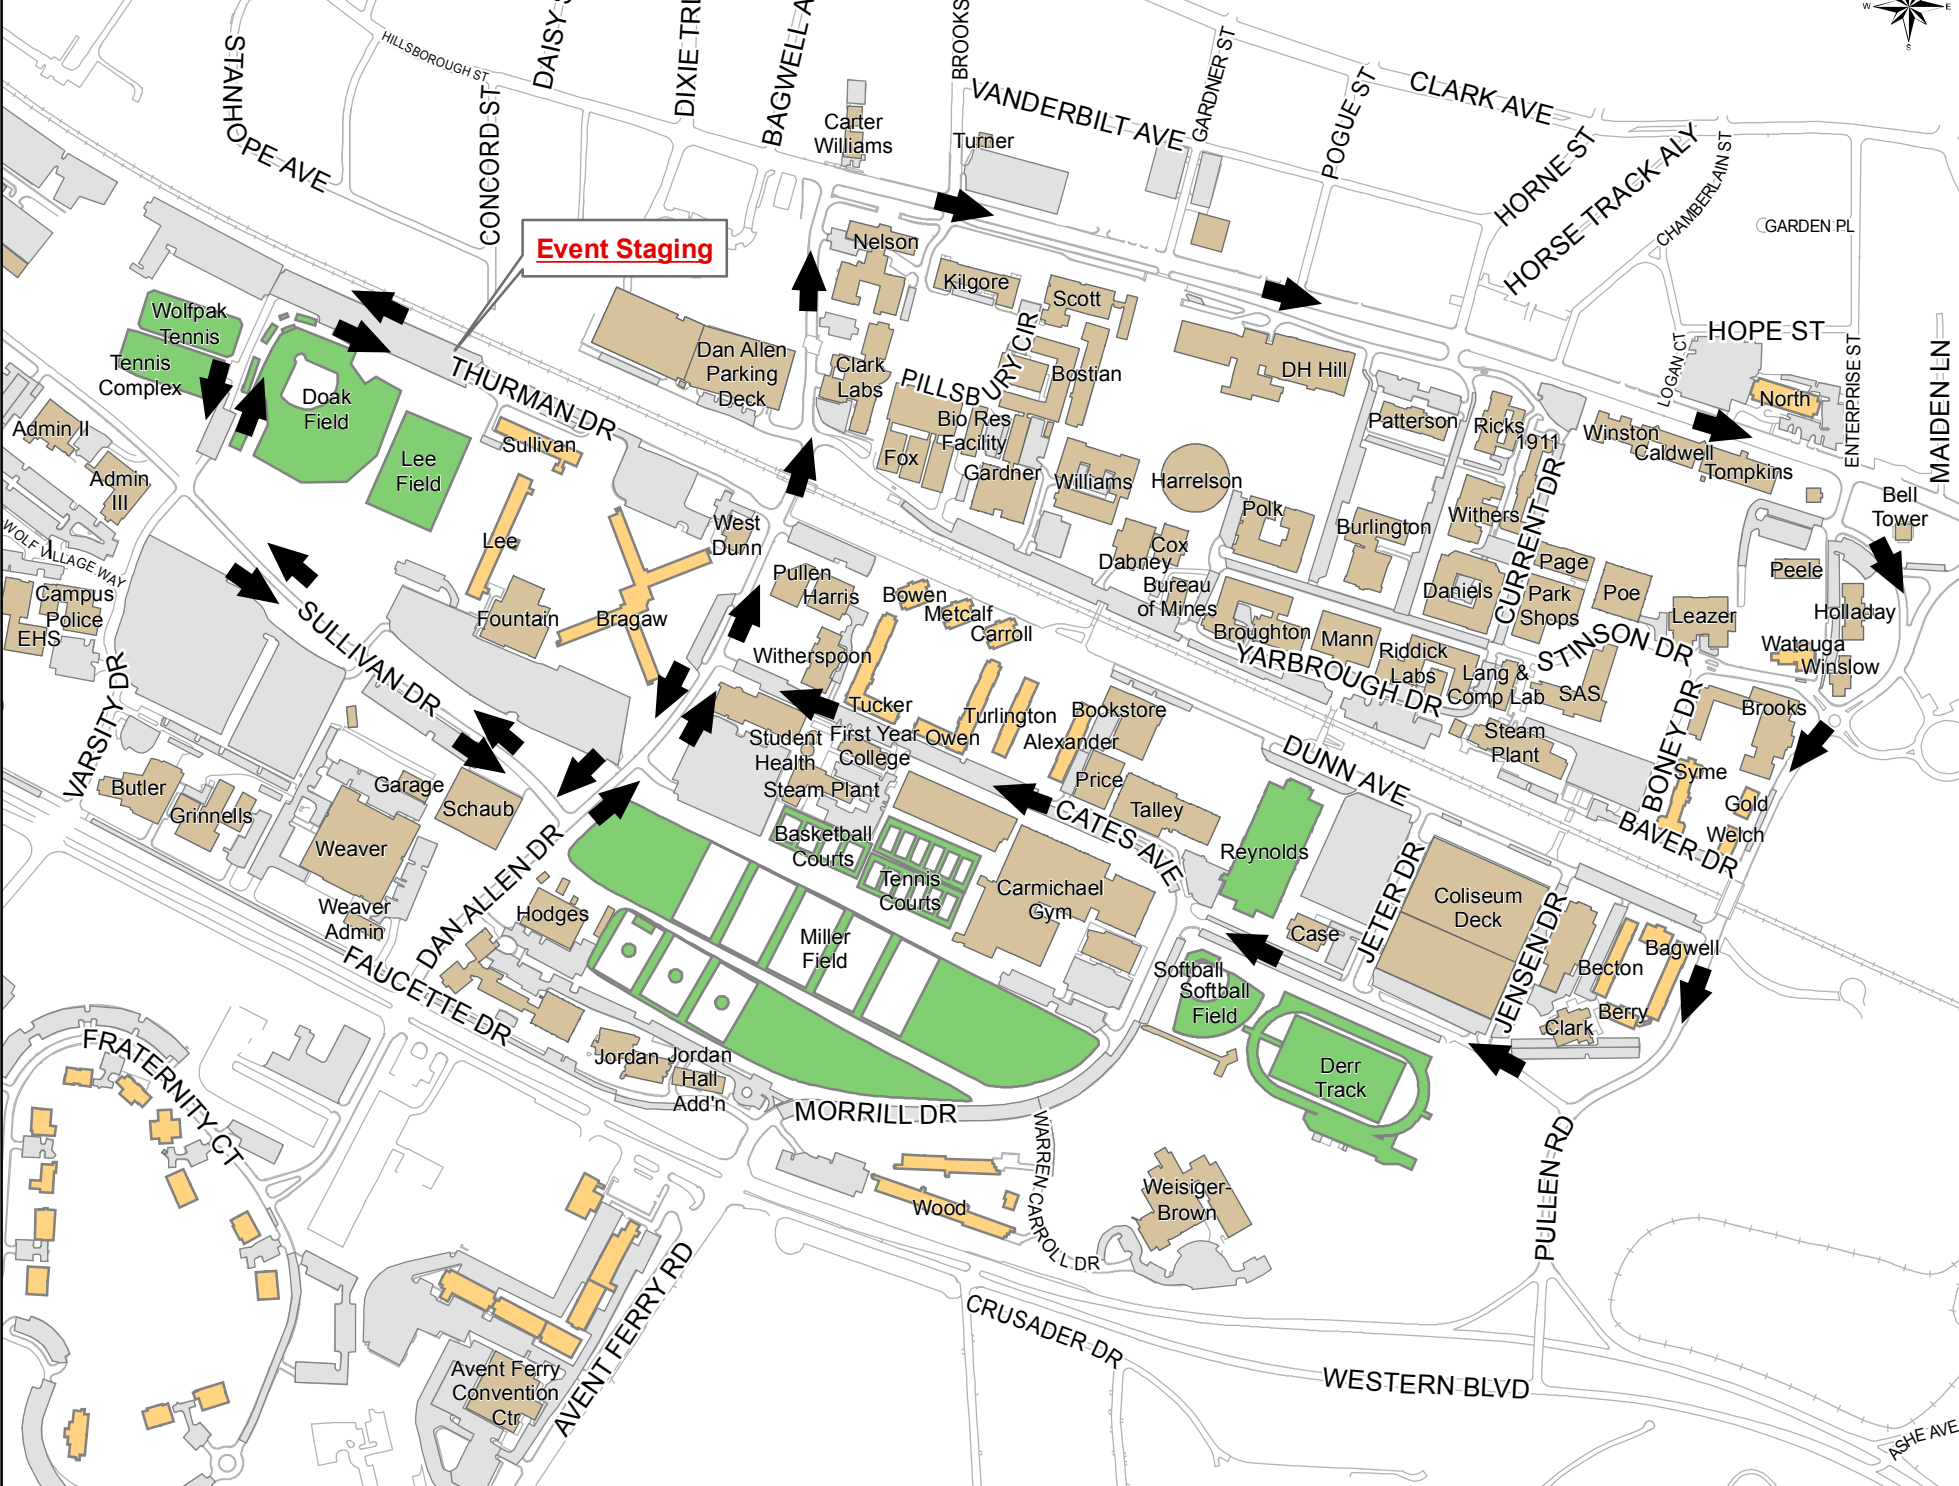 W
E
S
STANHOPE AVE
HILLSBOROUGH ST
CONCORD ST
DAISY
DIXIE TRL
BAGWELL A
BROOKS
VANDERBILT AVE
GARDNER ST
POGUE ST
CLARK AVE
HORNE ST
HORSE TRACK ALY
CHAMBERLAIN ST
GARDEN PL
Carter
Williams
Turner
Event Staging
Nelson
Kilgore
Scott
Wolfpak
Tennis
Tennis
Complex
Doak
Field
Lee
Field
THURMAN DR
Dan Allen
Parking
Deck
Clark
Labs
PILLSBURY CIR
Bostian
DH Hill
HOPE ST
LOGAN CT
ENTERPRISE ST
MAIDEN LN
North
Admin II
Admin
III
Sullivan
Bio Res
Facility
Fox
Gardner
Williams
Harrelson
Patterson
Ricks
1911
Winston
Caldwell
Tompkins
Bell
Tower
WOLF VILLAGE WAY
Lee
West
Dunn
Polk
Burlington
Withers
CURRENT DR
Cox
Dabney
Bureau
of Mines
Page
Peele
Campus
Police
EHS
Fountain
Bragaw
Pullen
Harris
Bowen
Metcalf
Carroll
Daniels
Park
Shops
Poe
Leazer
Holladay
SULLIVAN DR
Witherspoon
Broughton
Mann
Riddick
Labs
YARBROUGH DR
Lang &
Comp Lab
STINSON DR
SAS
Watauga
Winslow
VARSITY DR
Tucker
Turlington
Bookstore
Alexander
Owen
First Year
College
Student
Health
Steam Plant
Steam
Plant
BONEY DR
Brooks
Butler
Grinnells
Garage
Schaub
Price
Talley
DUNN AVE
Syme
Gold
Welch
BAVER DR
Weaver
CATES AVE
Basketball
Courts
Tennis
Courts
Reynolds
Weaver
Admin
DAN ALLEN DR
Hodges
Carmichael
Gym
JETER DR
Coliseum
Deck
JENSEN DR
Miller
Field
Case
Becton
Bagwell
FAUCETTE DR
Softball
Softball
Field
Berry
Clark
FRATERNITY CT
Jordan
Jordan
Hall
Add'n
Derr
Track
MORRILL DR
WARREN CARROLL DR
PULLEN RD
Wood
Weisiger-
Brown
AVENT FERRY RD
CRUSADER DR
WESTERN BLVD
Avent Ferry
Convention
Ctr
ASHE AVE